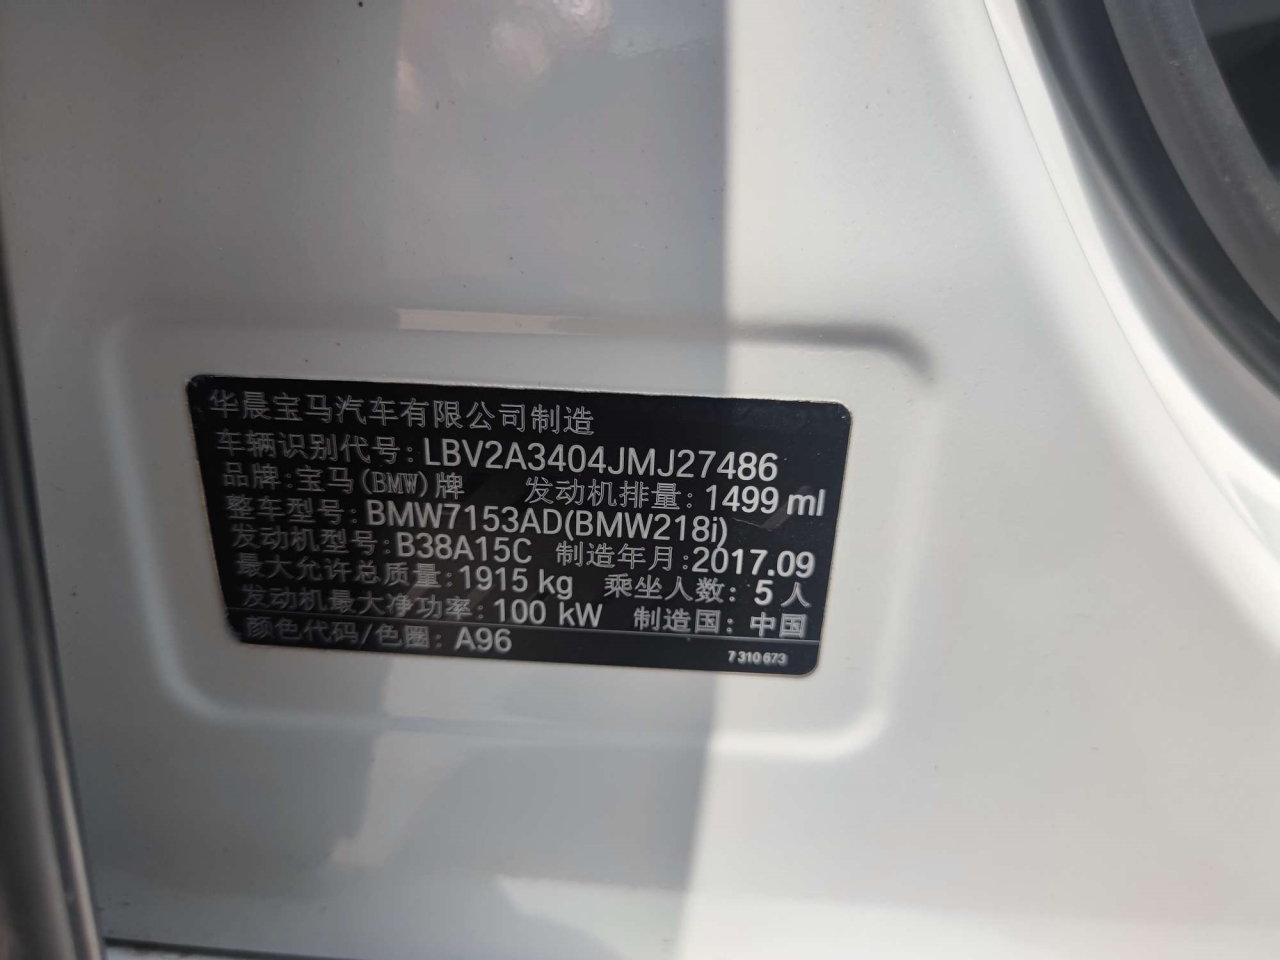 华晨宝马汽车有限公司制造
车辆识别代号: LBV2A3404JMJ27486
品牌: 宝马(BMW)牌 发动机排量: 1499 ml
整车型号: BMW7153AD(BMW218i)
发动机型号: B38A15C 制造年月: 2017.09
最大允许总质量: 1915 kg 乘坐人数: 5 人
发动机最大净功率: 100 kW 制造国: 中国
颜色代码/色圈: A96
7 310 673